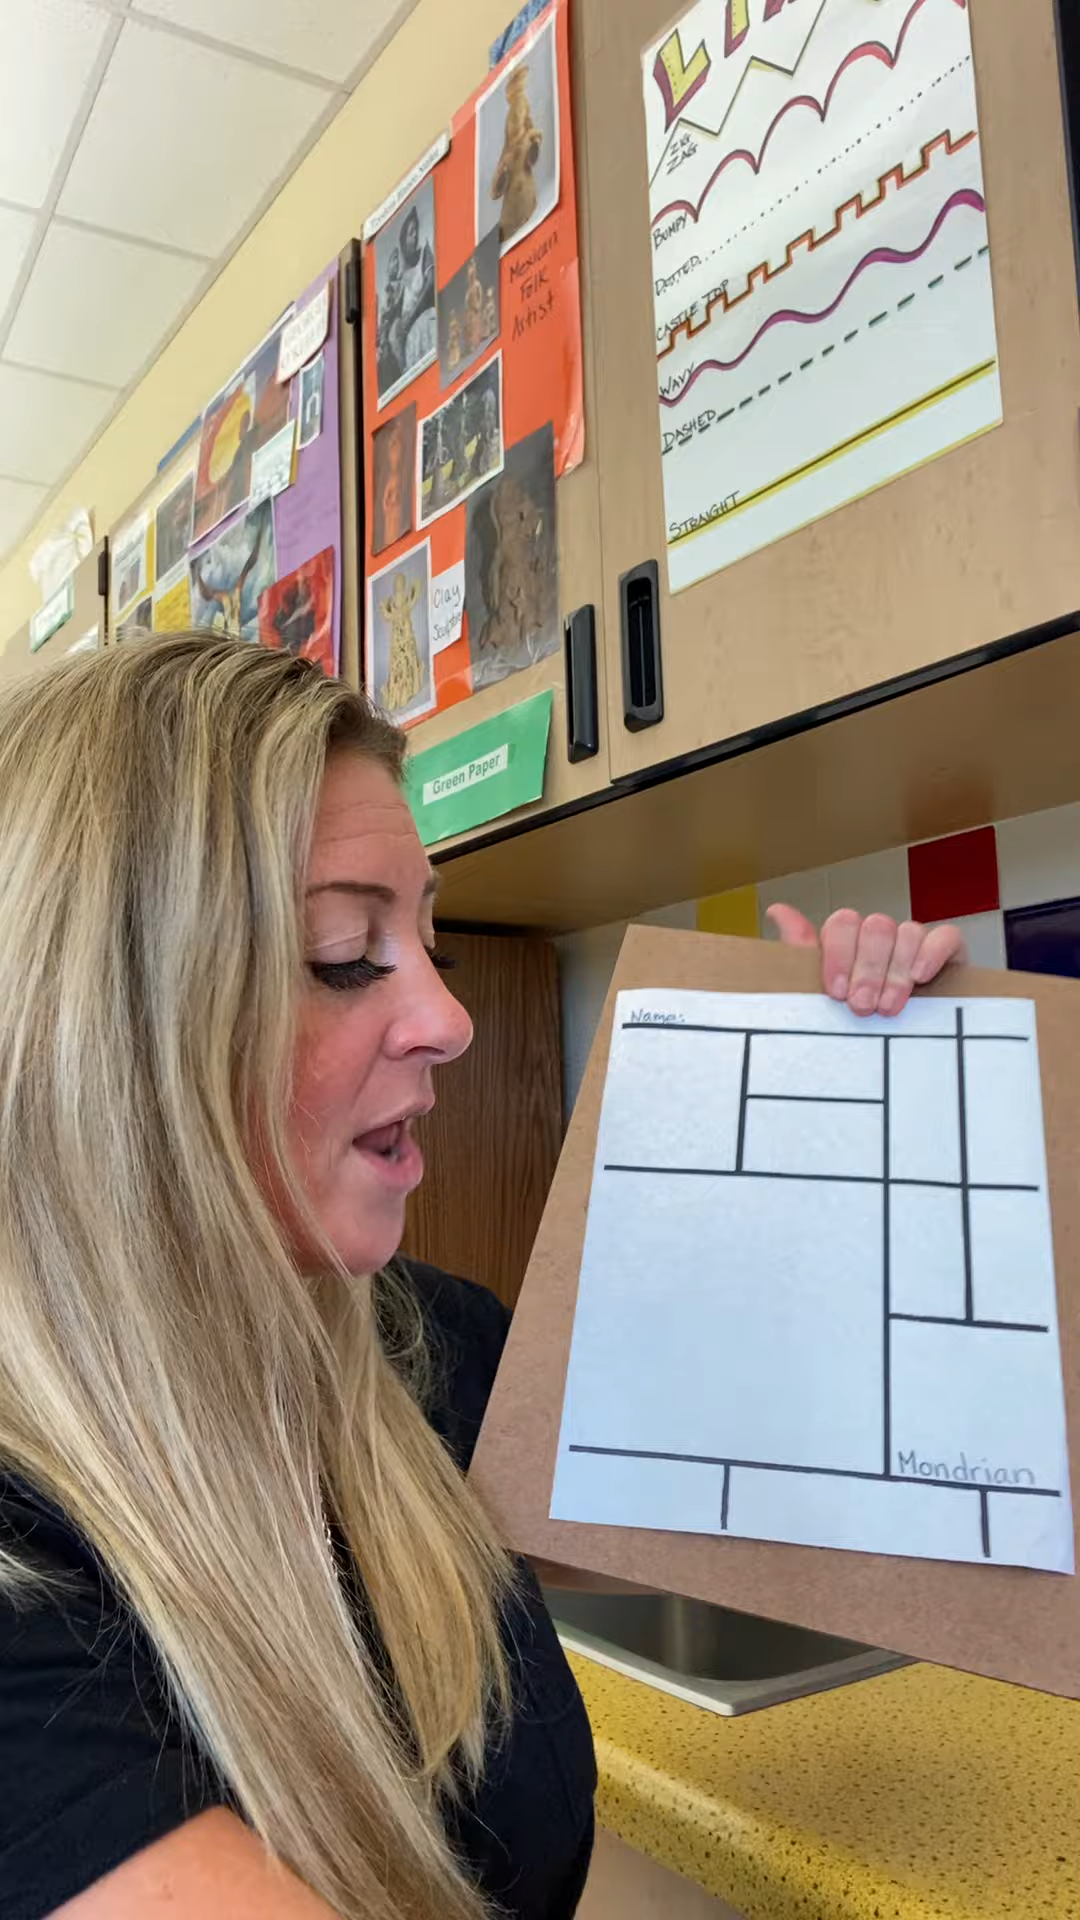 ZIG
ZAG
BUMPY
DOTTED
CASTLE TOP
WAVY
DASHED
STRAIGHT
Mexican
Folk
Artist
Clay
Sculpture
Green Paper
Name:
Mondrian